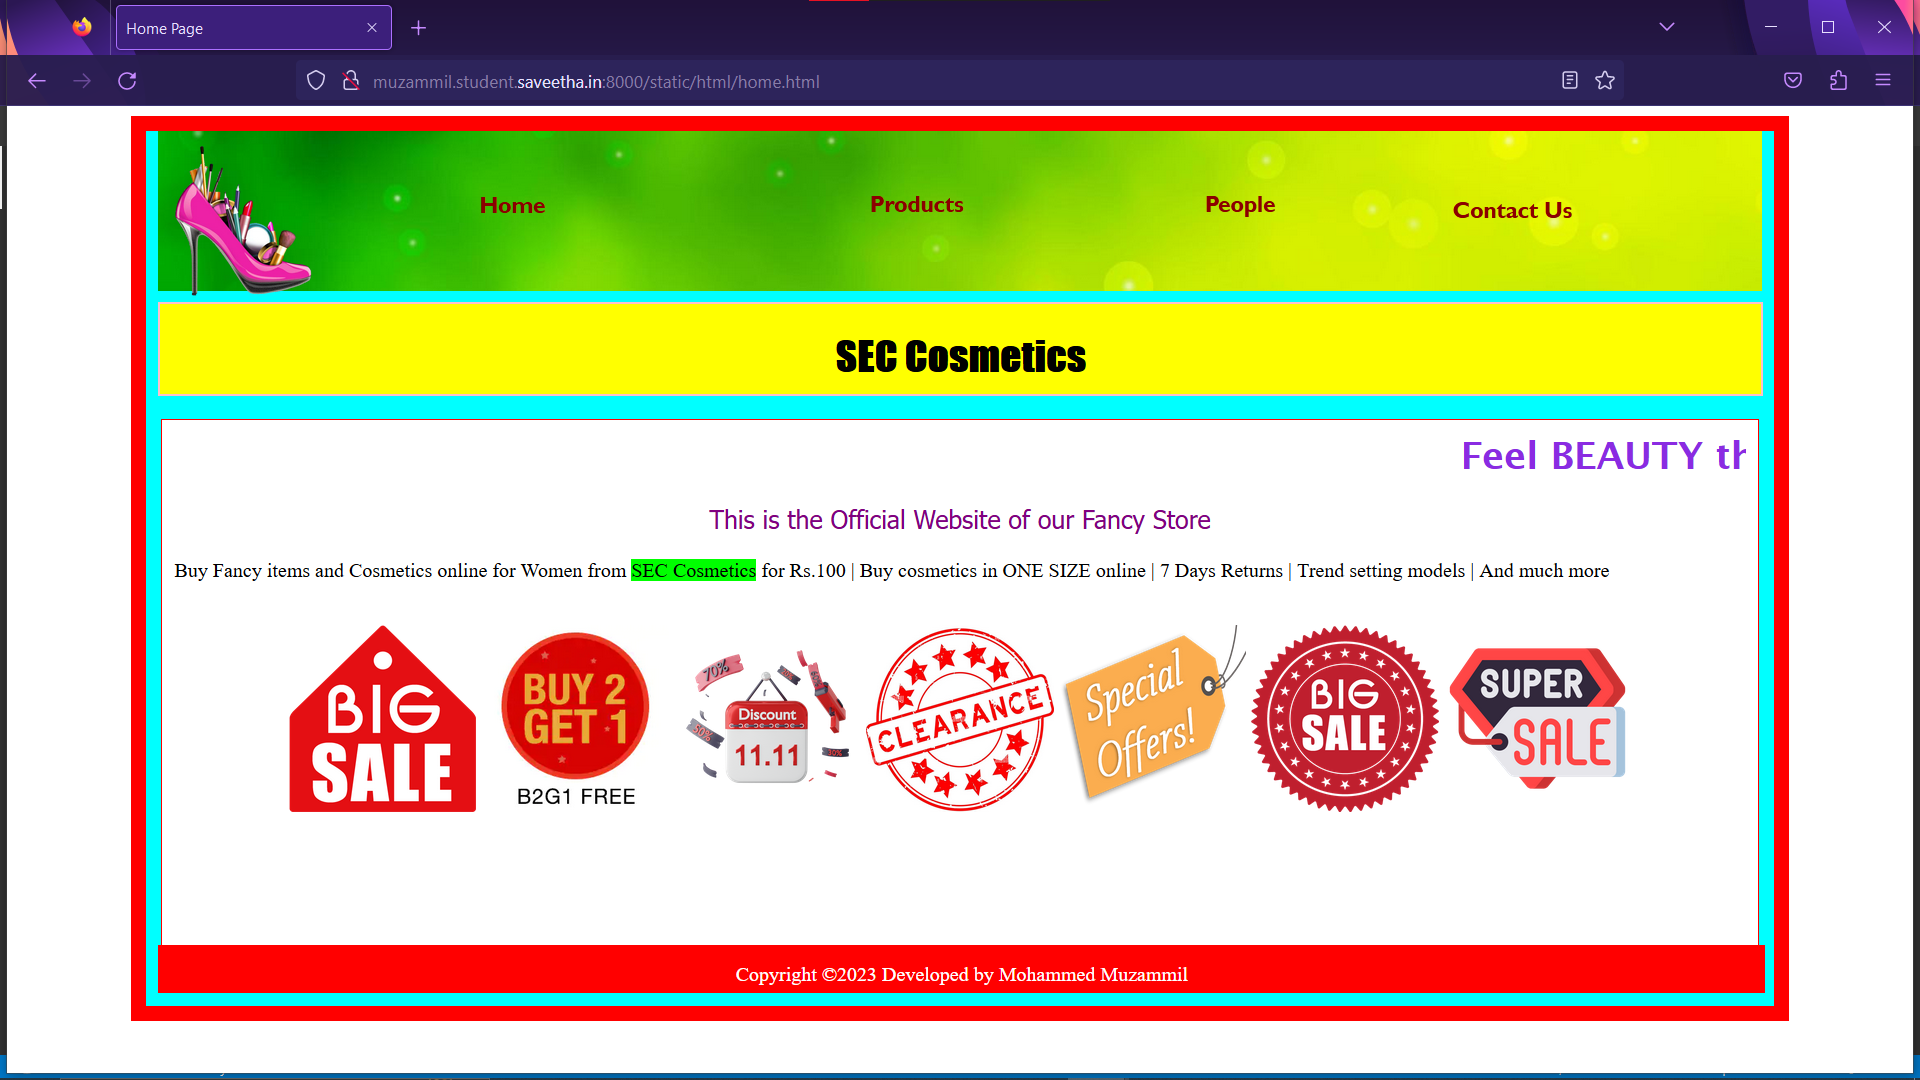 Home Page
muzammil.student.saveetha.in:8000/static/html/home.html
Home
Products
People
Contact Us
SEC Cosmetics
Feel BEAUTY th
This is the Official Website of our Fancy Store
Buy Fancy items and Cosmetics online for Women from SEC Cosmetics for Rs.100 | Buy cosmetics in ONE SIZE online | 7 Days Returns | Trend setting models | And much more
BIG
SALE
BUY 2
GET 1
B2G1 FREE
70%
50%
Discount
11.11
CLEARANCE
Special
Offers!
BIG
SALE
SUPER
SALE
Copyright ©2023 Developed by Mohammed Muzammil